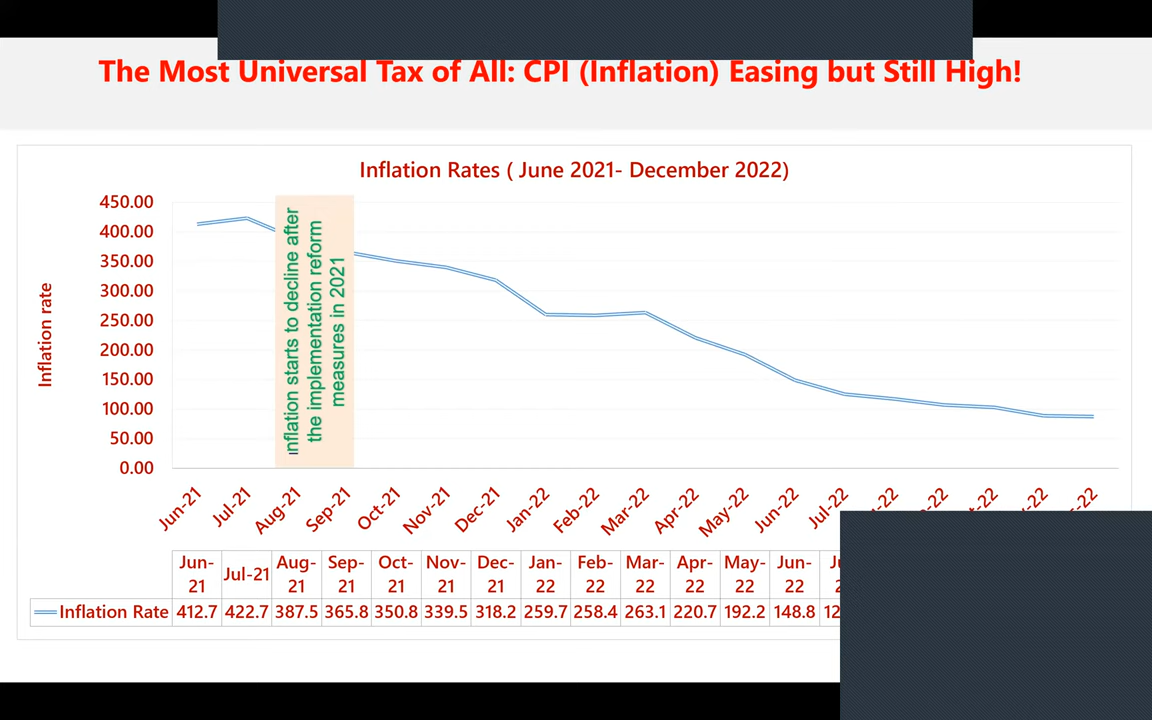 The Most Universal Tax of All: CPI (Inflation) Easing but Still High!
Inflation Rates ( June 2021- December 2022)
450.00
400.00
350.00
300.00
250.00
200.00
150.00
100.00
50.00
0.00
Inflation rate
Inflation starts to decline after
the implementation reform
measures in 2021
Jun-21 Jul-21 Aug-21 Sep-21 Oct-21 Nov-21 Dec-21 Jan-22 Feb-22 Mar-22 Apr-22 May-22 Jun-22 Jul-22
Jun- Jul-21 Aug- Sep- Oct- Nov- Dec- Jan- Feb- Mar- Apr- May- Jun-
21 21 21 21 21 21 22 22 22 22 22 22
Inflation Rate 412.7 422.7 387.5 365.8 350.8 339.5 318.2 259.7 258.4 263.1 220.7 192.2 148.8